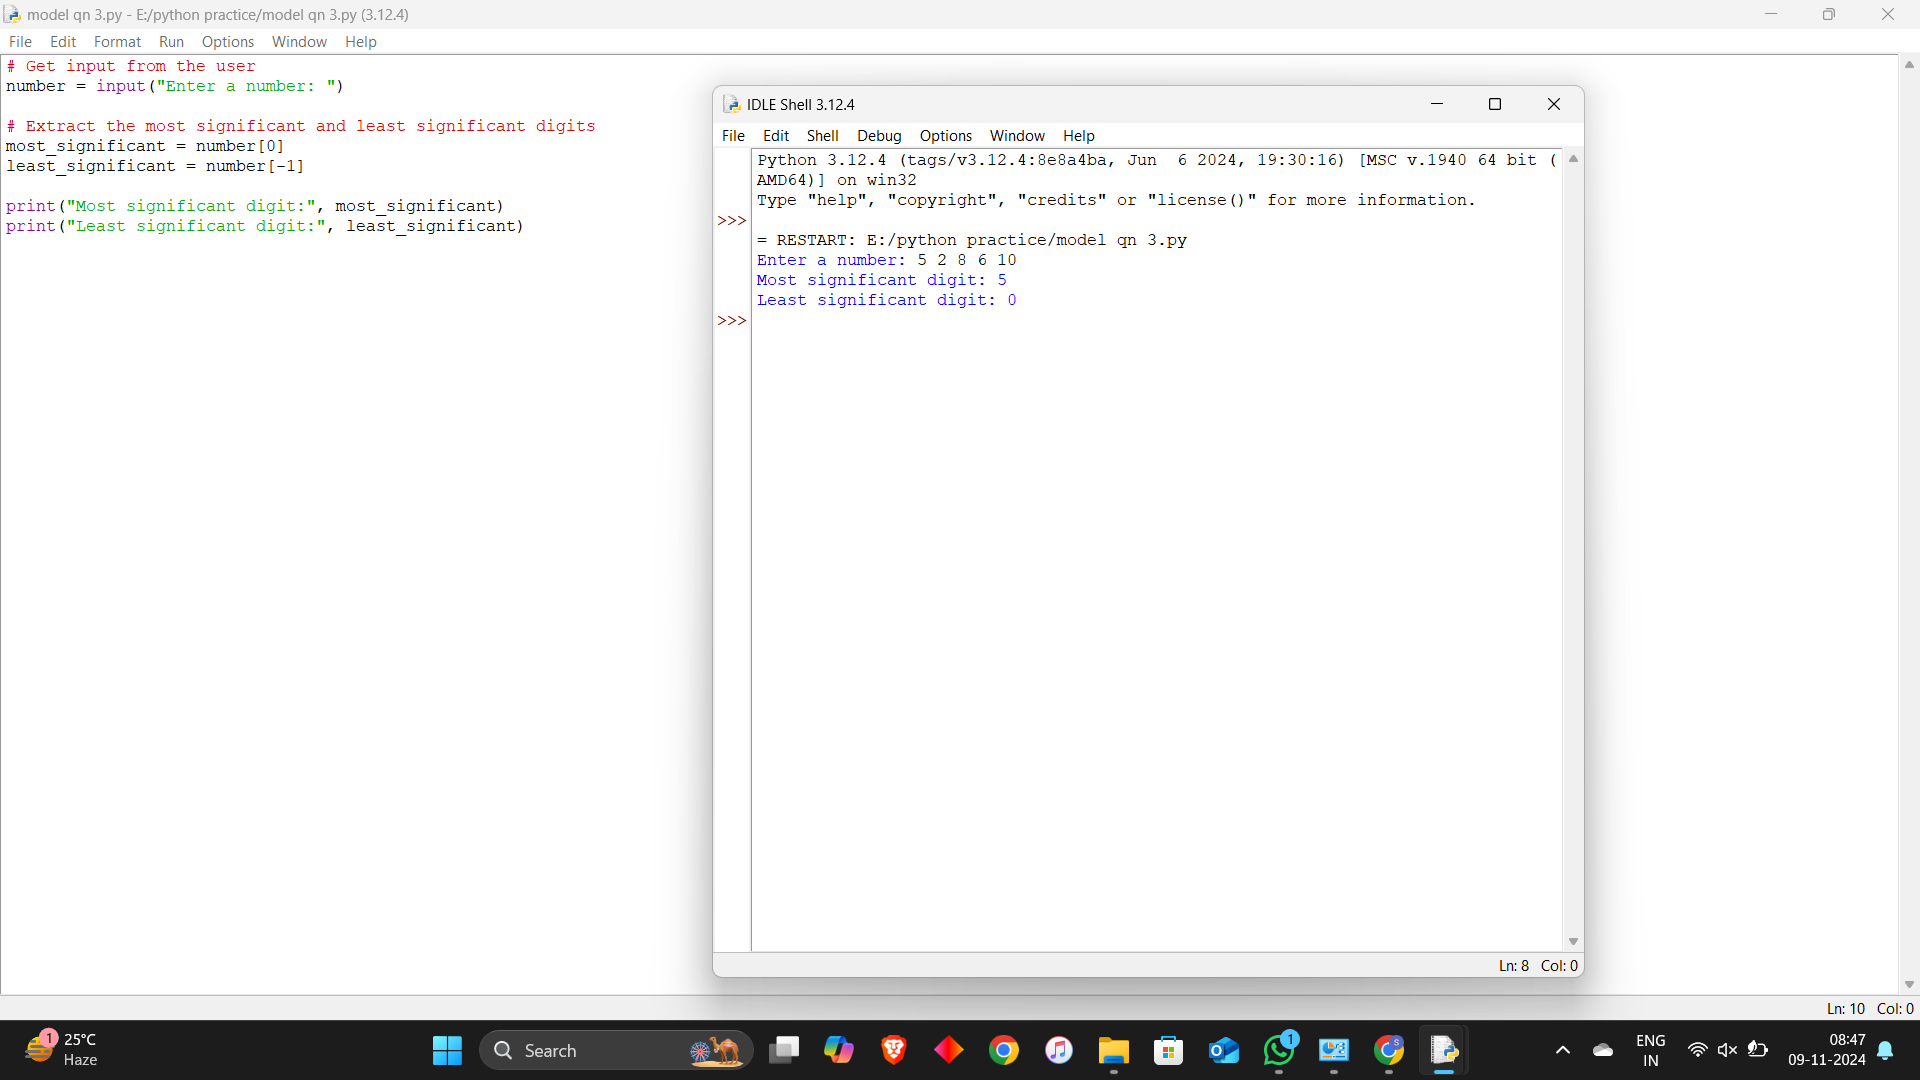 model qn 3.py - E:/python practice/model qn 3.py (3.12.4)
File Edit Format Run Options Window Help
# Get input from the user
number = input("Enter a number: ")
# Extract the most significant and least significant digits
most_significant = number[0]
least_significant = number[-1]
print("Most significant digit:", most_significant)
print("Least significant digit:", least_significant)
IDLE Shell 3.12.4
File Edit Shell Debug Options Window Help
Python 3.12.4 (tags/v3.12.4:8e8a4ba, Jun  6 2024, 19:30:16) [MSC v.1940 64 bit (
AMD64)] on win32
Type "help", "copyright", "credits" or "license()" for more information.
>>>
= RESTART: E:/python practice/model qn 3.py
Enter a number: 5 2 8 6 10
Most significant digit: 5
Least significant digit: 0
>>>
Ln: 8 Col: 0
Ln: 10 Col: 0
1
25°C
Haze
Search
1
S
ENG
IN
08:47
09-11-2024